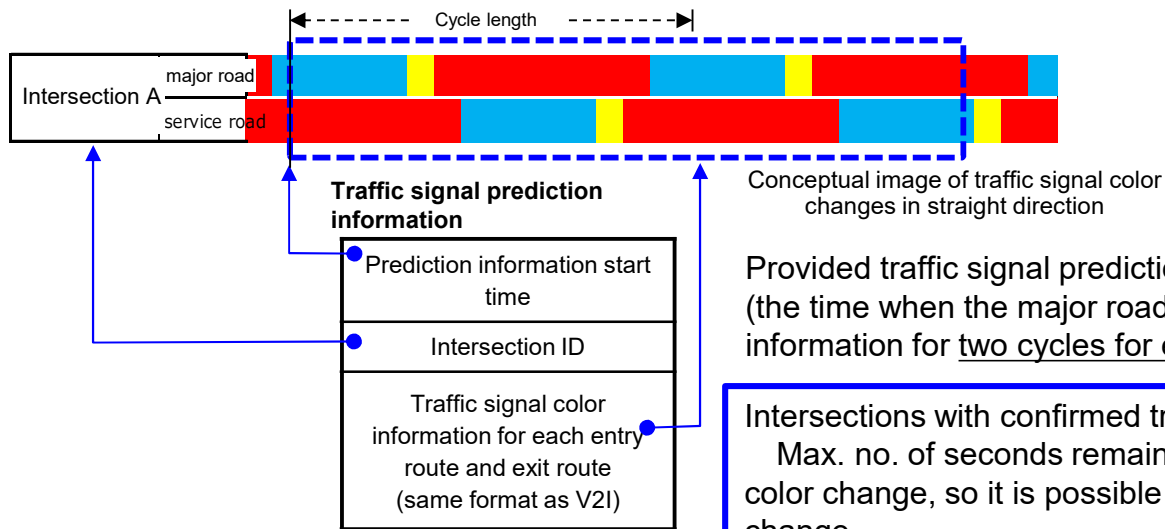 Cycle length
major road
Intersection A
service road
Traffic signal prediction
information
Conceptual image of traffic signal color
changes in straight direction
Prediction information start
time
Intersection ID
Traffic signal color
information for each entry
route and exit route
(same format as V2I)
Provided traffic signal predictio
(the time when the major road
information for two cycles for
Intersections with confirmed tr
Max. no. of seconds remain
color change, so it is possible
change